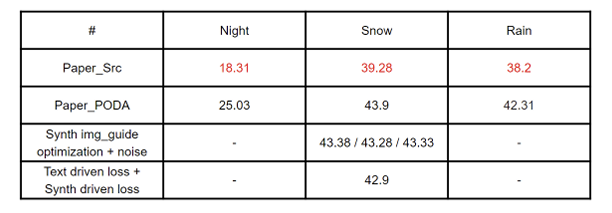 # Night Snow Rain
Paper_Src 18.31 39.28 38.2
Paper_PODA 25.03 43.9 42.31
Synth img_guide
optimization + noise - 43.38 / 43.28 / 43.33 -
Text driven loss +
Synth driven loss - 42.9 -